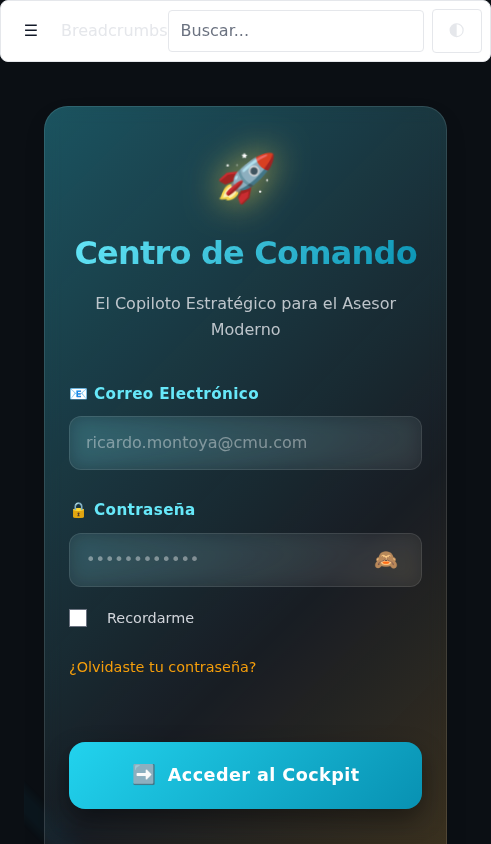 ☰ Breadcrumbs Buscar...
Centro de Comando
El Copiloto Estratégico para el Asesor
Moderno
📧 Correo Electrónico
ricardo.montoya@cmu.com
🔒 Contraseña
••••••••••••
Recordarme
¿Olvidaste tu contraseña?
➡️ Acceder al Cockpit